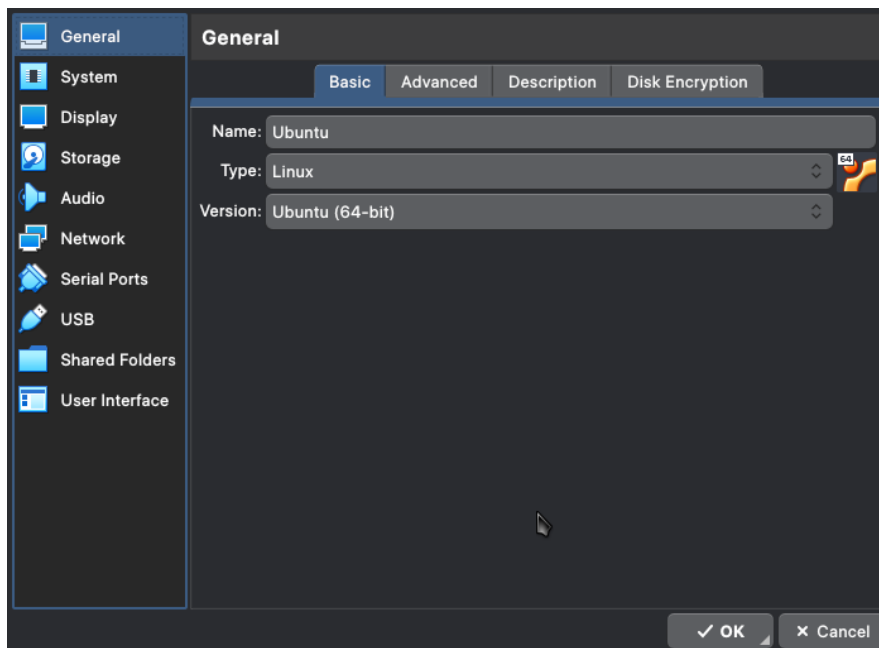 General
System
Display
Storage
Audio
Network
Serial Ports
USB
Shared Folders
User Interface
General
Basic Advanced Description Disk Encryption
Name: Ubuntu
Type: Linux
64
Version: Ubuntu (64-bit)
OK Cancel